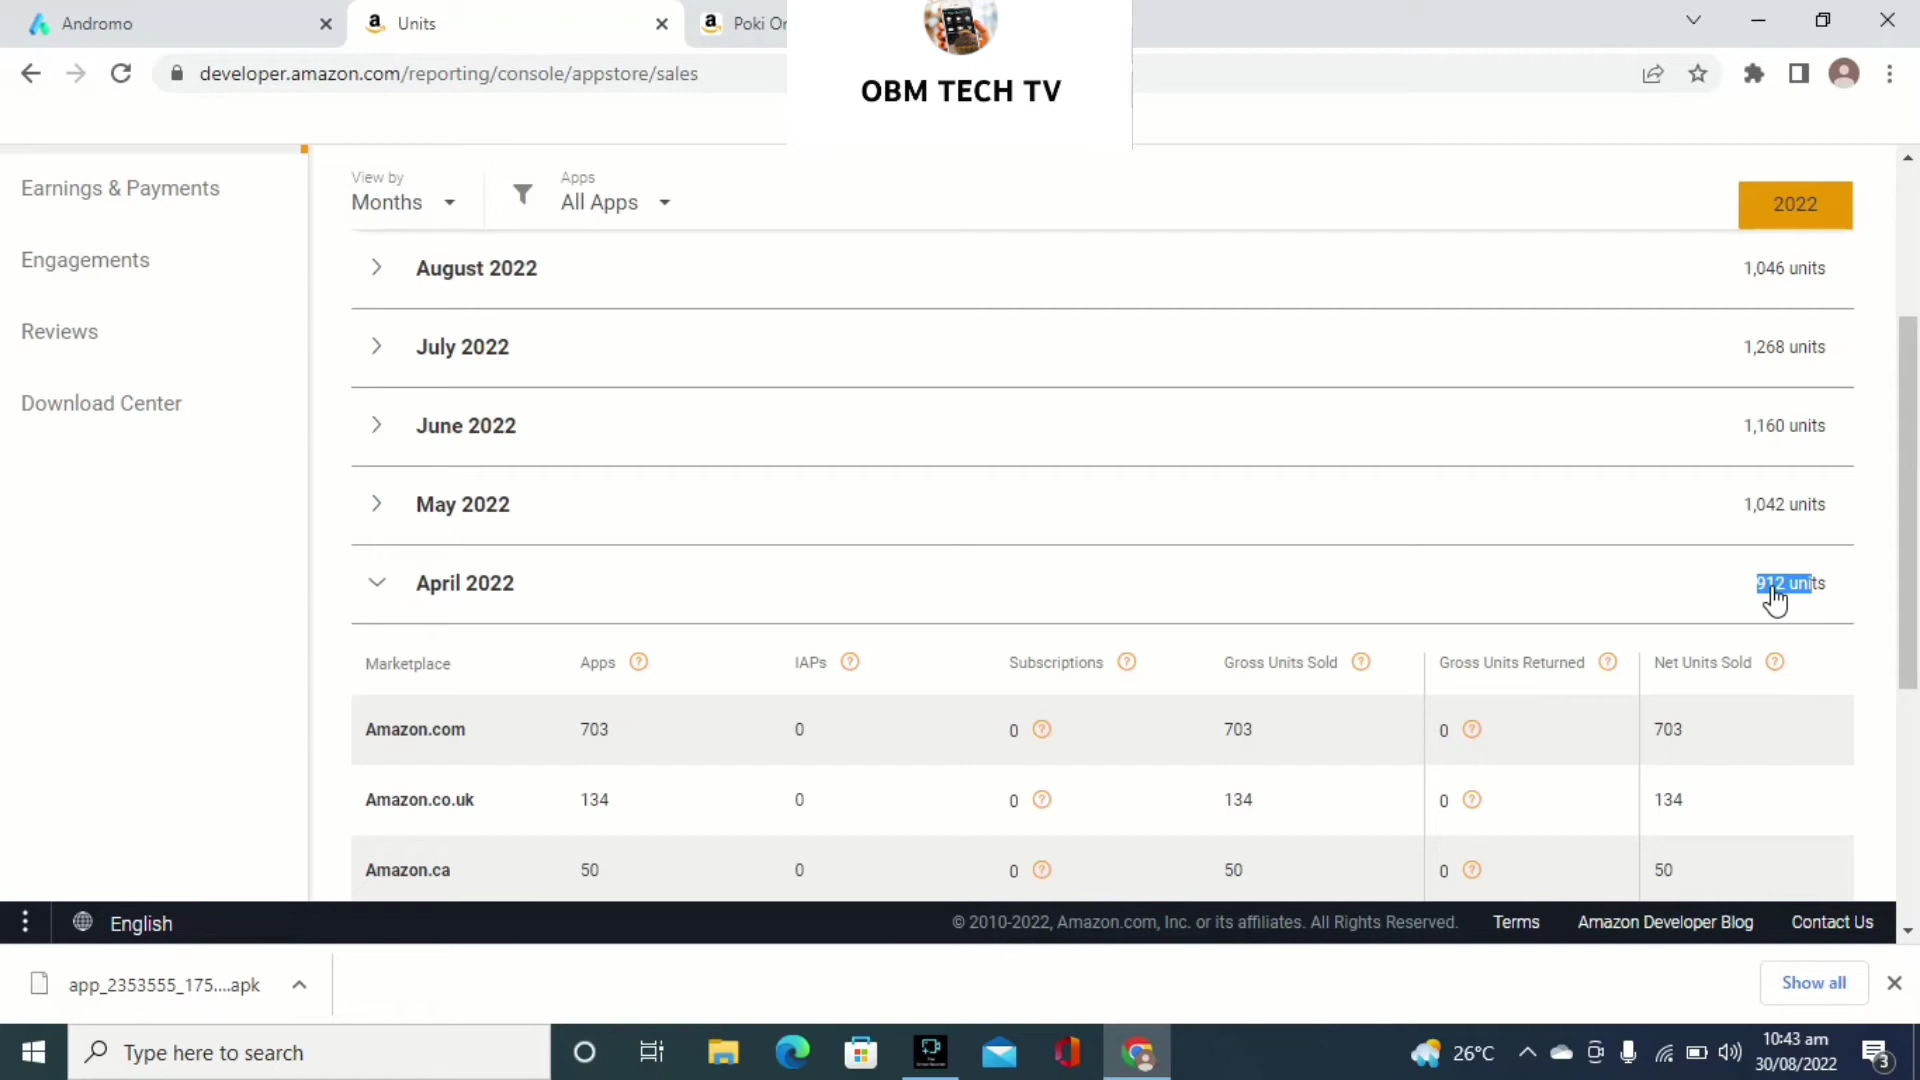 Andromo
Units
Poki Or
OBM TECH TV
developer.amazon.com/reporting/console/appstore/sales
Earnings & Payments
Engagements
Reviews
Download Center
View by
Months
Apps
All Apps
2022
August 2022 1,046 units
July 2022 1,268 units
June 2022 1,160 units
May 2022 1,042 units
April 2022 912 units
Marketplace Apps IAPs Subscriptions Gross Units Sold Gross Units Returned Net Units Sold
Amazon.com 703 0 0 703 0 703
Amazon.co.uk 134 0 0 134 0 134
Amazon.ca 50 0 0 50 0 50
English © 2010-2022, Amazon.com, Inc. or its affiliates. All Rights Reserved. Terms Amazon Developer Blog Contact Us
app_2353555_175....apk Show all
Type here to search 26°C 10:43 am
30/08/2022 3